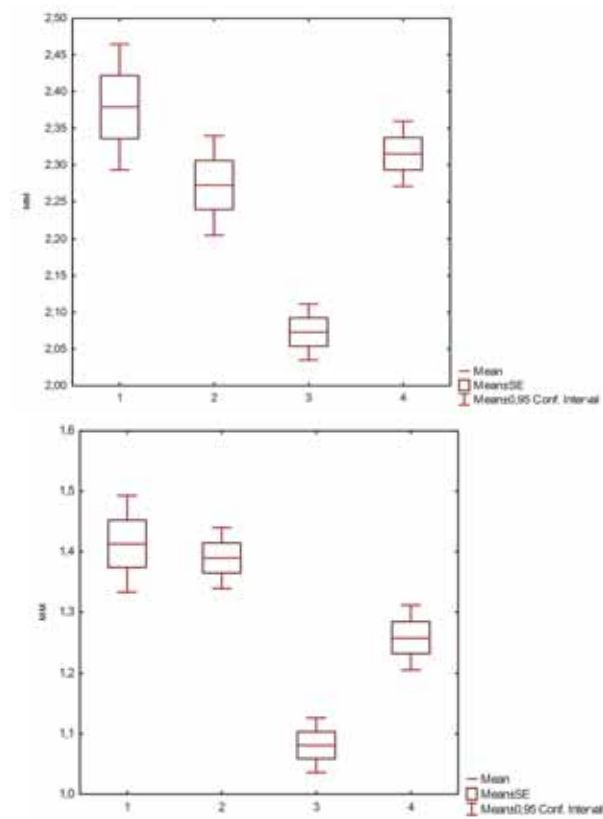 2,50
2,45
2,40
2,35
2,30
2,25
2,20
2,15
2,10
2,05
2,00
MM
1 2 3 4
Mean
Mean±SE
Mean±0,95 Conf. Interval
1,6
1,5
1,4
1,3
1,2
1,1
1,0
MM
1 2 3 4
Mean
Mean±SE
Mean±0,95 Conf. Interval